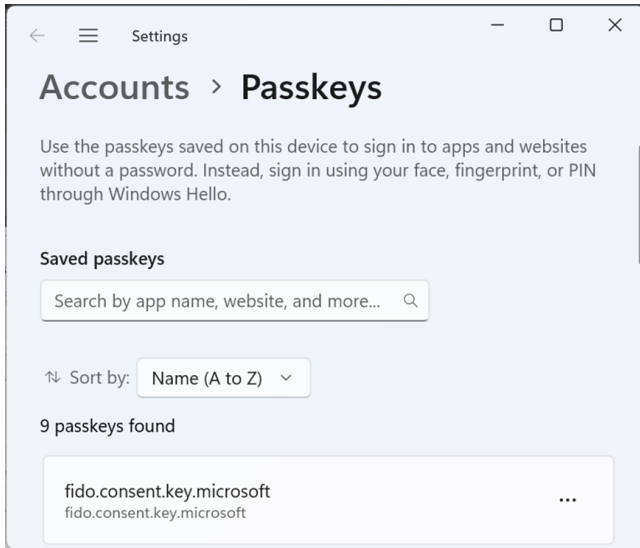 Settings
Accounts > Passkeys
Use the passkeys saved on this device to sign in to apps and websites
without a password. Instead, sign in using your face, fingerprint, or PIN
through Windows Hello.
Saved passkeys
Search by app name, website, and more...
Sort by: Name (A to Z)
9 passkeys found
fido.consent.key.microsoft
fido.consent.key.microsoft